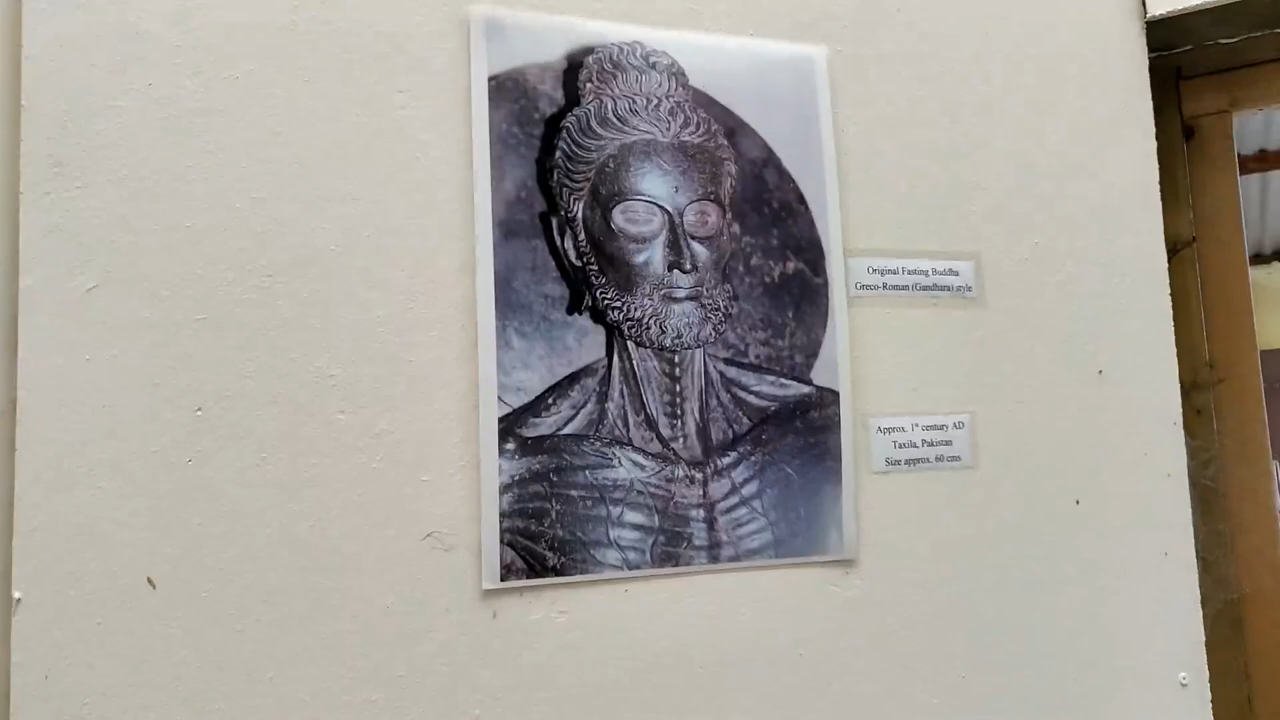 Original Fasting Buddha
Greco-Roman (Gandhara) style
Approx. 1st century AD
Taxila, Pakistan
Size approx. 60 cms